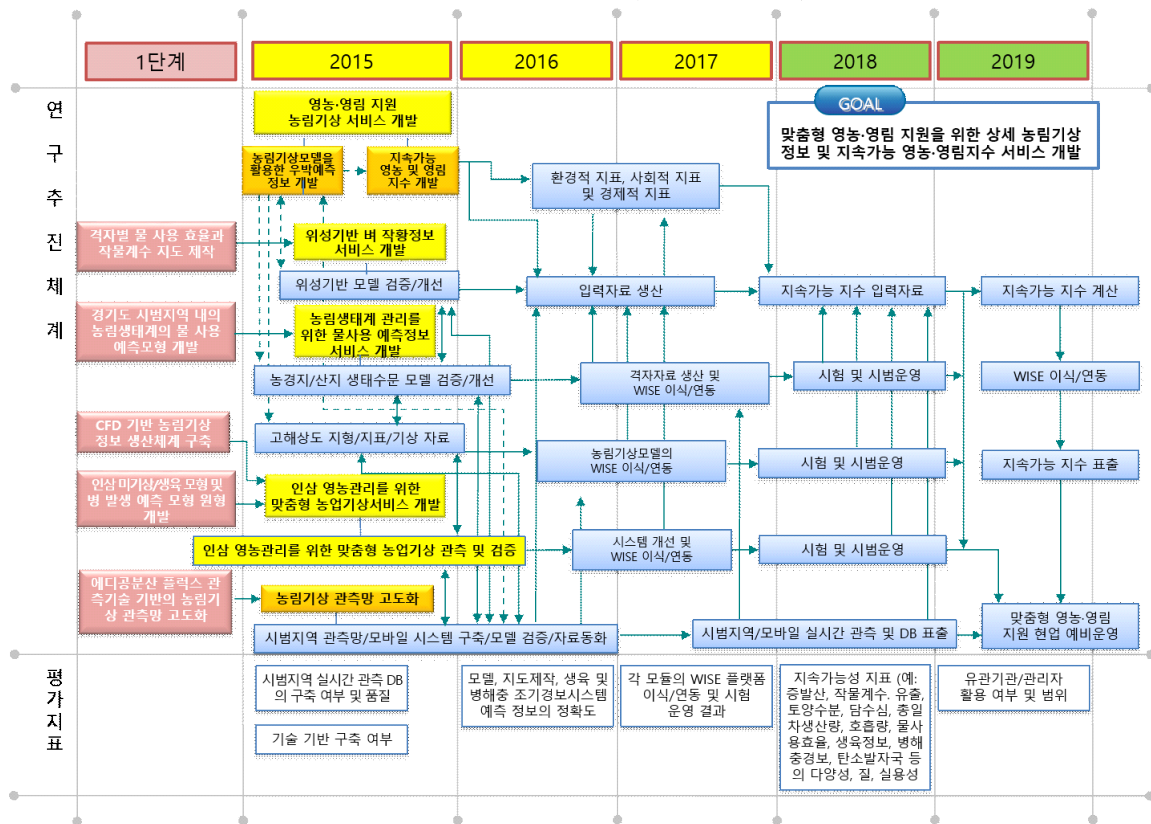 1단계
2015
2016
2017
2018
2019
연
구
추
진
체
계
영농·영림 지원
농림기상 서비스 개발
GOAL
맞춤형 영농·영림 지원을 위한 상세 농림기상
정보 및 지속가능 영농·영림지수 서비스 개발
농림기상모델을
활용한 우박예측
정보 개발
지속가능
영농 및 영림
지수 개발
환경적 지표, 사회적 지표
및 경제적 지표
격자별 물 사용 효율과
작물계수 지도 제작
위성기반 벼 작황정보
서비스 개발
위성기반 모델 검증/개선
입력자료 생산
지속가능 지수 입력자료
지속가능 지수 계산
경기도 시범지역 내의
농림생태계의 물 사용
예측모형 개발
농림생태계 관리를
위한 물사용 예측정보
서비스 개발
농경지/산지 생태수문 모델 검증/개선
격자자료 생산 및
WISE 이식/연동
시험 및 시범운영
WISE 이식/연동
CFD 기반 농림기상
정보 생산체계 구축
고해상도 지형/지표/기상 자료
농림기상모델의
WISE 이식/연동
시험 및 시범운영
지속가능 지수 표출
인삼 미기상/생육 모형 및
병 발생 예측 모형 원형
개발
인삼 영농관리를 위한
맞춤형 농업기상서비스 개발
인삼 영농관리를 위한 맞춤형 농업기상 관측 및 검증
시스템 개선 및
WISE 이식/연동
시험 및 시범운영
에디공분산 플럭스 관
측기술 기반의 농림기
상 관측망 고도화
농림기상 관측망 고도화
시범지역 관측망/모바일 시스템 구축/모델 검증/자료동화
시범지역/모바일 실시간 관측 및 DB 표출
맞춤형 영농·영림
지원 현업 예비운영
평
가
지
표
시범지역 실시간 관측 DB
의 구축 여부 및 품질
기술 기반 구축 여부
모델, 지도제작, 생육 및
병해충 조기경보시스템
예측 정보의 정확도
각 모듈의 WISE 플랫폼
이식/연동 및 시험
운영 결과
지속가능성 지표 (예:
증발산, 작물계수. 유출,
토양수분, 담수심, 총일
차생산량, 호흡량, 물사
용효율, 생육정보, 병해
충경보, 탄소발자국 등
의 다양성, 질, 실용성
유관기관/관리자
활용 여부 및 범위